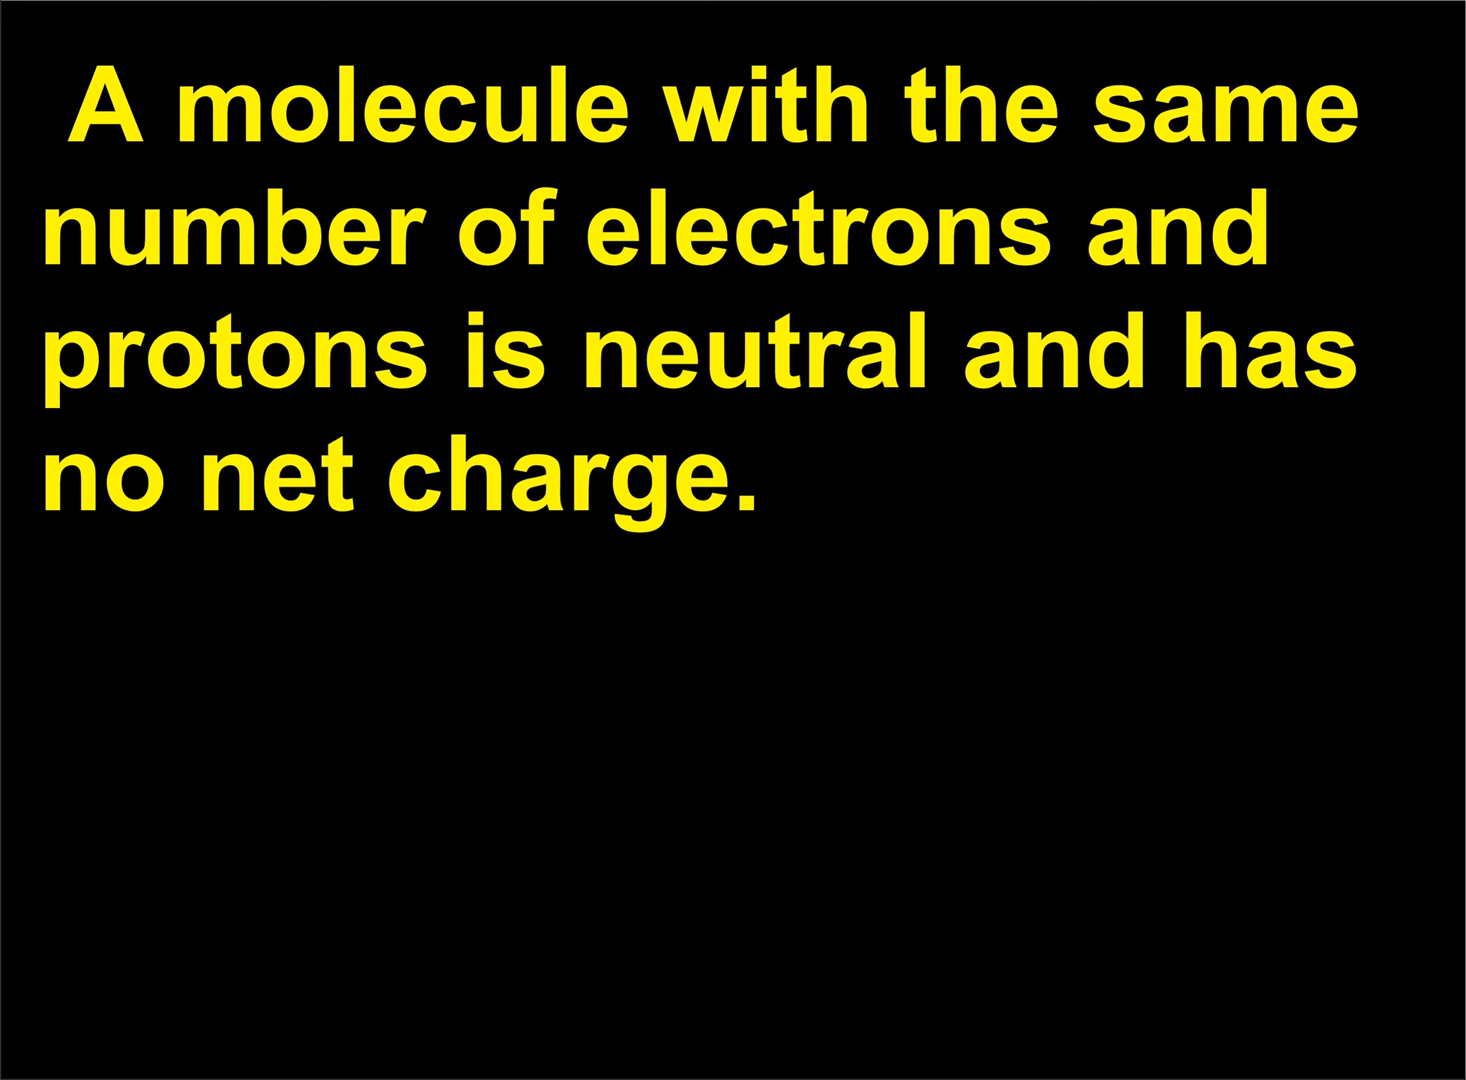 A molecule with the same
number of electrons and
protons is neutral and has
no net charge.